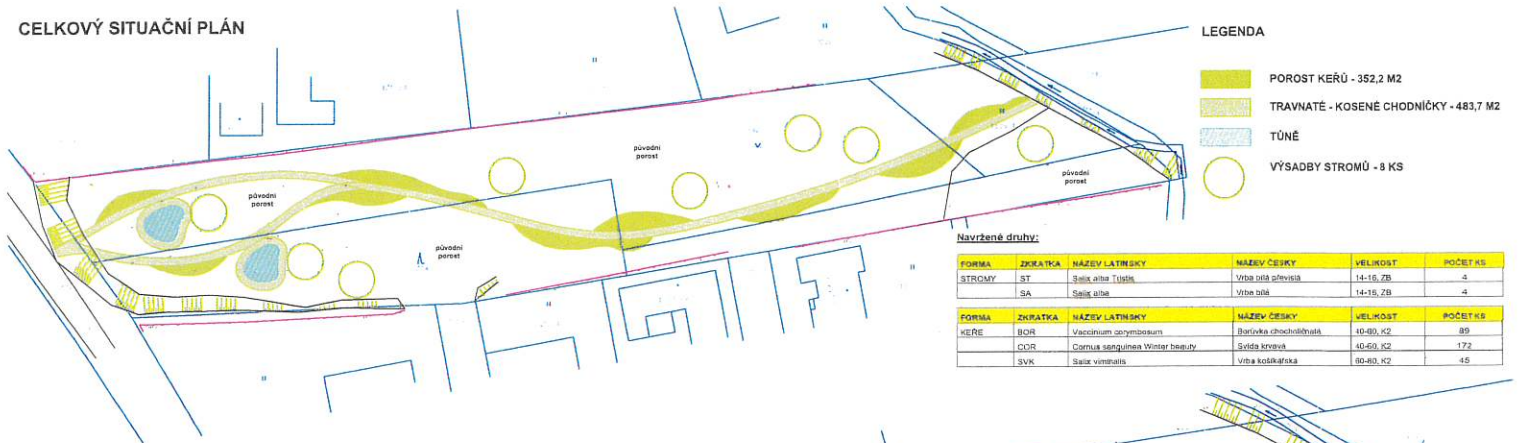 CELKOVÝ SITUAČNÍ PLÁN
původní
porost
původní
porost
původní
porost
původní
porost
LEGENDA
POROST KEŘŮ - 352,2 M2
TRAVNATÉ - KOSENÉ CHODNÍČKY - 483,7 M2
TŮNĚ
VÝSADBY STROMŮ - 8 KS
Navržené druhy:
FORMA ZKRATKA NÁZEV LATINSKY NÁZEV ČESKY VELIKOST POČET KS
STROMY ST Salix alba Tristis Vrba bílá převislá 14-16, ZB 4
SA Salix alba Vrba bílá 14-16, ZB 4
FORMA ZKRATKA NÁZEV LATINSKY NÁZEV ČESKY VELIKOST POČET KS
KEŘE BOR Vaccinium corymbosum Borůvka chocholičnatá 40-60, K2 89
COR Cornus sanguinea Winter beauty Svída krvavá 40-60, K2 172
SVK Salix viminalis Vrba košíkářská 60-80, K2 45